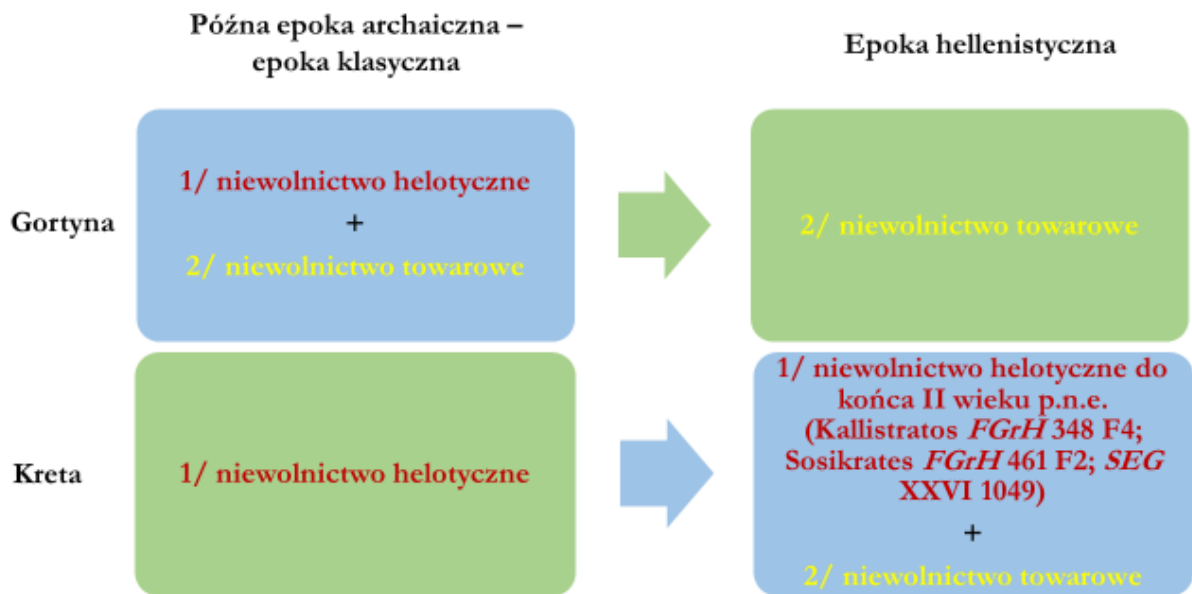 Późna epoka archaiczna –
epoka klasyczna
Epoka hellenistyczna
Gortyna
1/ niewolnictwo helotyczne
+
2/ niewolnictwo towarowe
2/ niewolnictwo towarowe
Kreta
1/ niewolnictwo helotyczne
1/ niewolnictwo helotyczne do
końca II wieku p.n.e.
(Kallistratos FGrH 348 F4;
Sosikrates FGrH 461 F2; SEG
XXVI 1049)
+
2/ niewolnictwo towarowe